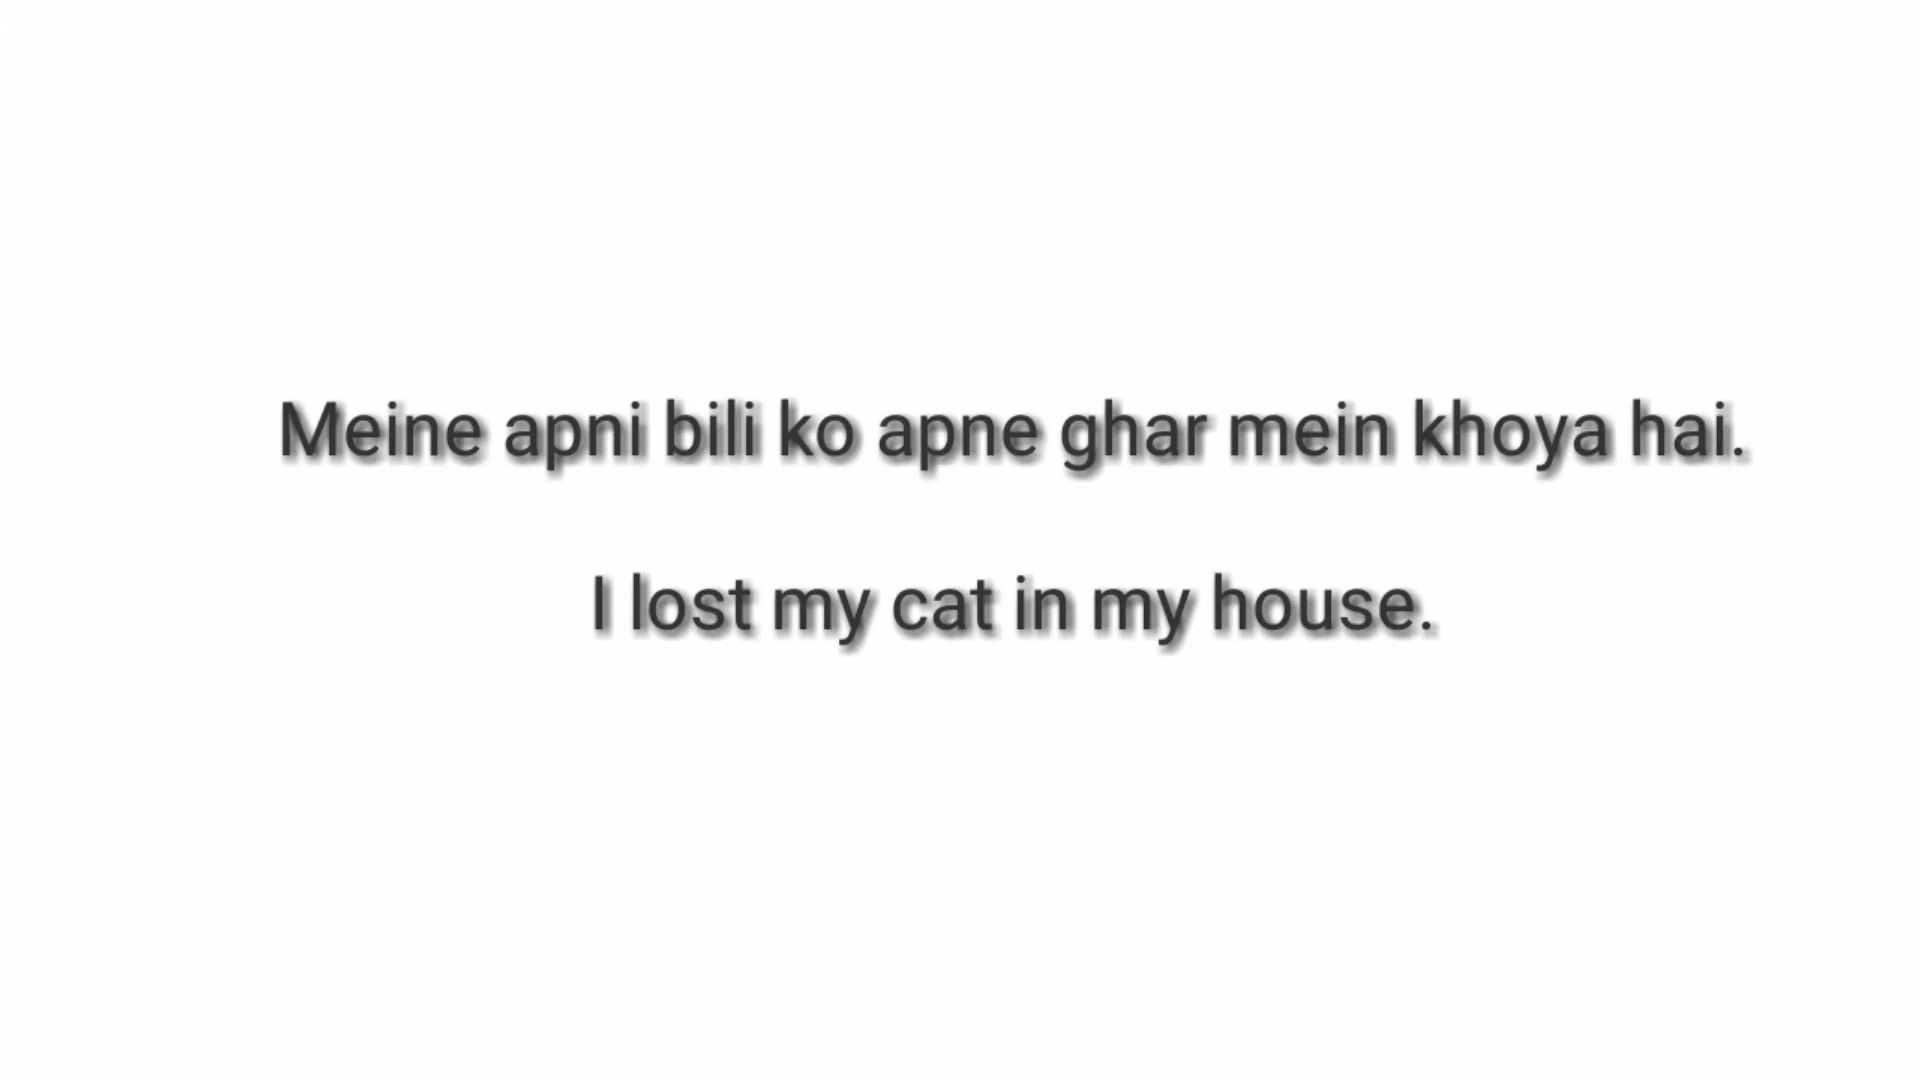 Meine apni bili ko apne ghar mein khoya hai.
I lost my cat in my house.